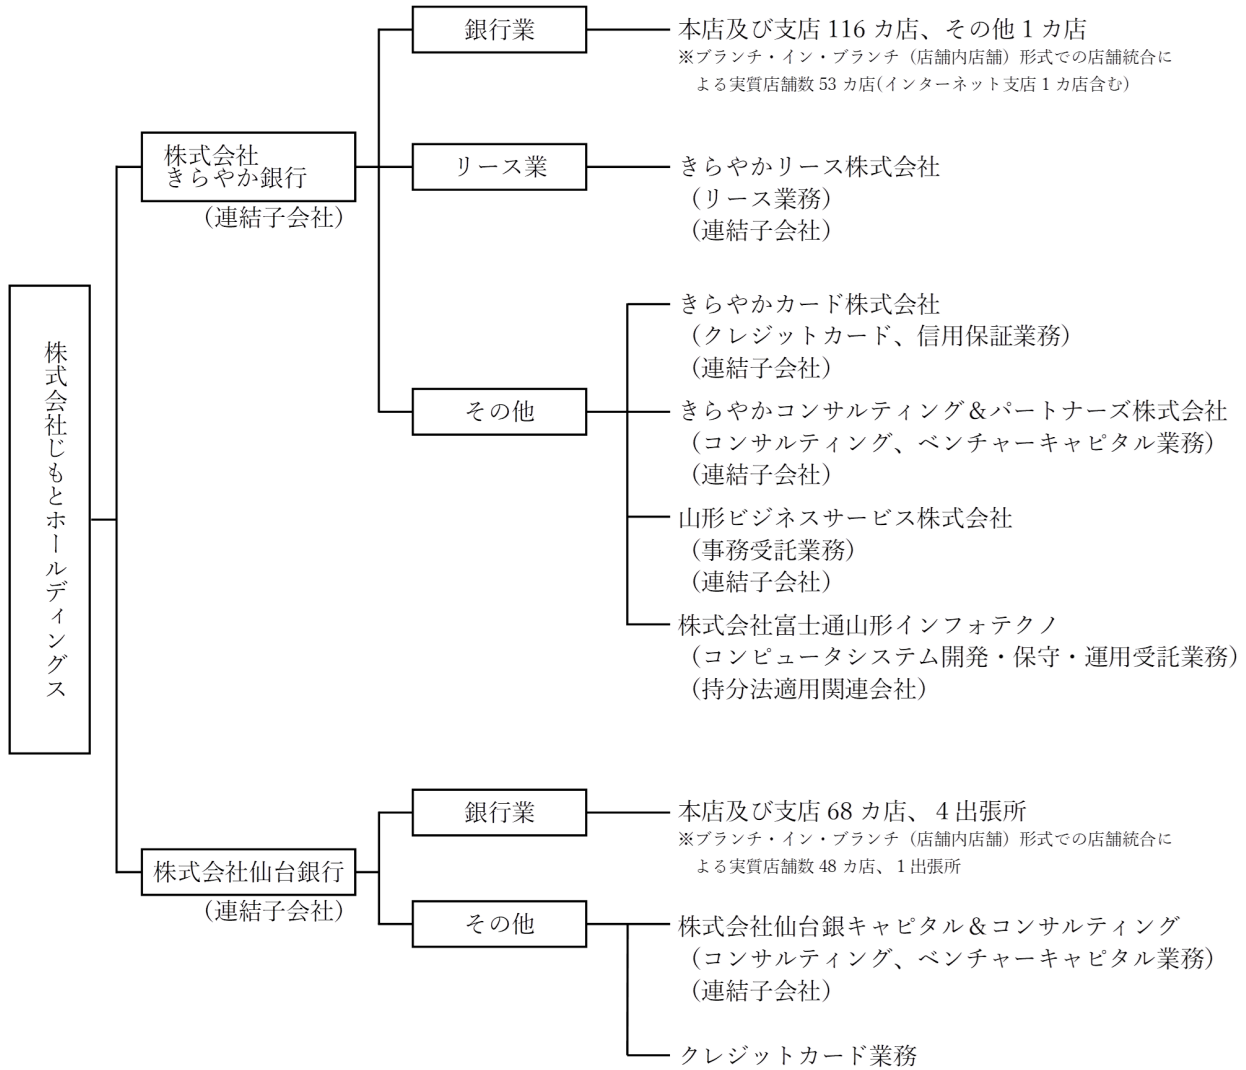 株式会社じもとホールディングス
株式会社
きらやか銀行
（連結子会社）
銀行業
本店及び支店 116 カ店、その他 1 カ店
※ブランチ・イン・ブランチ（店舗内店舗）形式での店舗統合に
よる実質店舗数 53 カ店(インターネット支店 1 カ店含む)
リース業
きらやかリース株式会社
（リース業務）
（連結子会社）
その他
きらやかカード株式会社
（クレジットカード、信用保証業務）
（連結子会社）
きらやかコンサルティング＆パートナーズ株式会社
（コンサルティング、ベンチャーキャピタル業務）
（連結子会社）
山形ビジネスサービス株式会社
（事務受託業務）
（連結子会社）
株式会社富士通山形インフォテクノ
（コンピュータシステム開発・保守・運用受託業務）
（持分法適用関連会社）
株式会社仙台銀行
（連結子会社）
銀行業
本店及び支店 68 カ店、４出張所
※ブランチ・イン・ブランチ（店舗内店舗）形式での店舗統合に
よる実質店舗数 48 カ店、１出張所
その他
株式会社仙台銀キャピタル＆コンサルティング
（コンサルティング、ベンチャーキャピタル業務）
（連結子会社）
クレジットカード業務